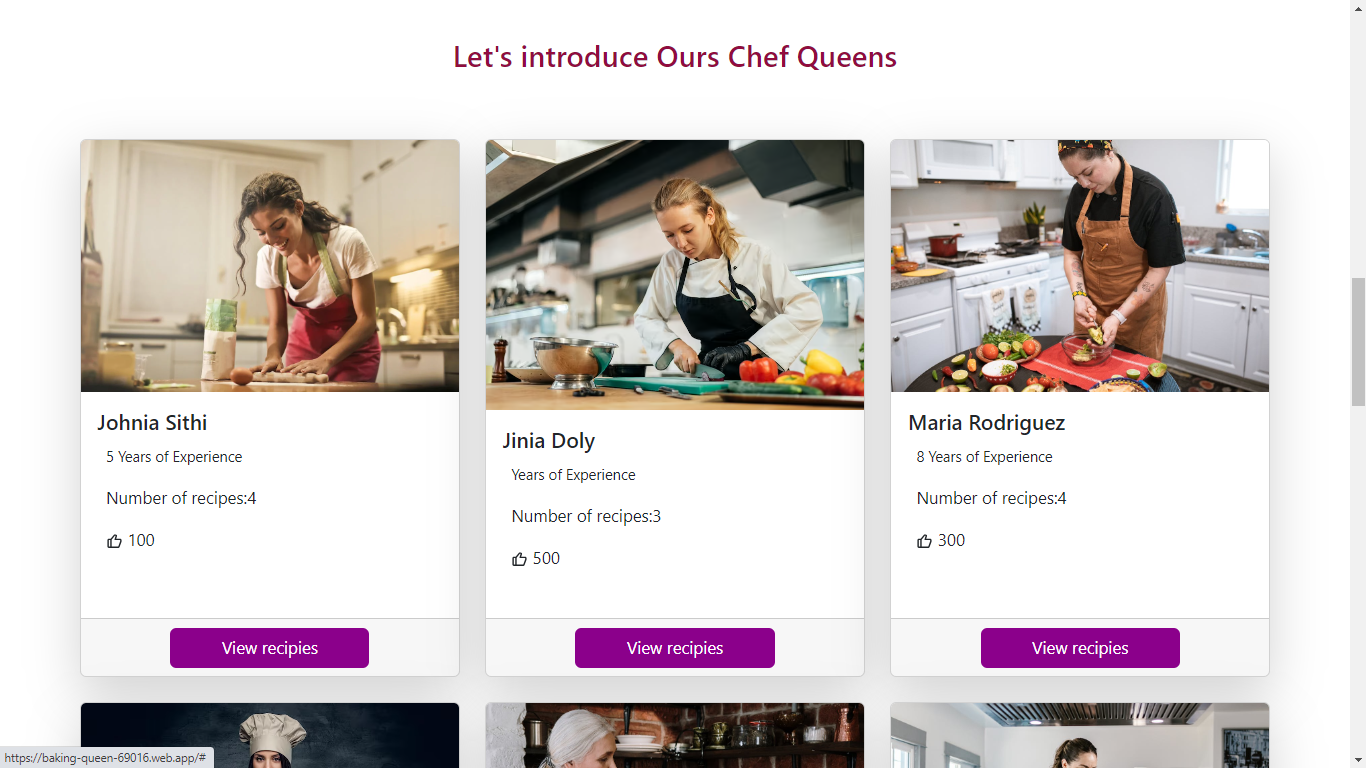 Let's introduce Ours Chef Queens
Johnia Sithi
5 Years of Experience
Number of recipes:4
100
View recipies
Jinia Doly
Years of Experience
Number of recipes:3
500
View recipies
Maria Rodriguez
8 Years of Experience
Number of recipes:4
300
View recipies
https://baking-queen-69016.web.app/#